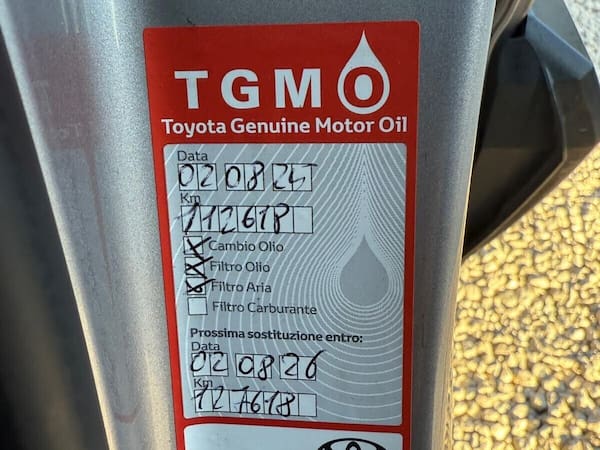 TGMO
Toyota Genuine Motor Oil
Data
02 08 25
Km
112618
Cambio Olio
Filtro Olio
Filtro Aria
Filtro Carburante
Prossima sostituzione entro:
Data
02 08 26
Km
127618